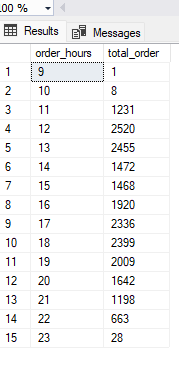 00 %
Results Messages
order_hours total_order
1 9 1
2 10 8
3 11 1231
4 12 2520
5 13 2455
6 14 1472
7 15 1468
8 16 1920
9 17 2336
10 18 2399
11 19 2009
12 20 1642
13 21 1198
14 22 663
15 23 28